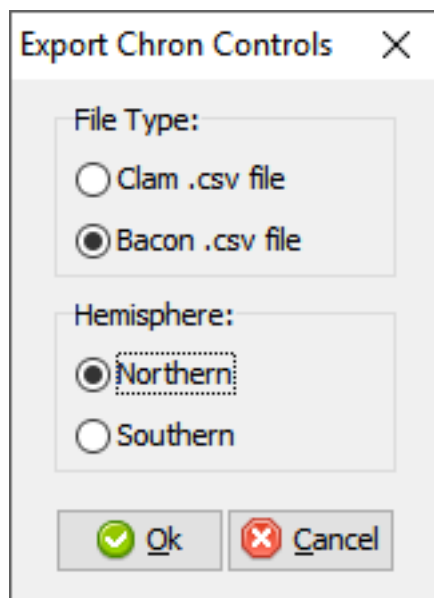 Export Chron Controls
File Type:
Clam .csv file
Bacon .csv file
Hemisphere:
Northern
Southern
Ok Cancel